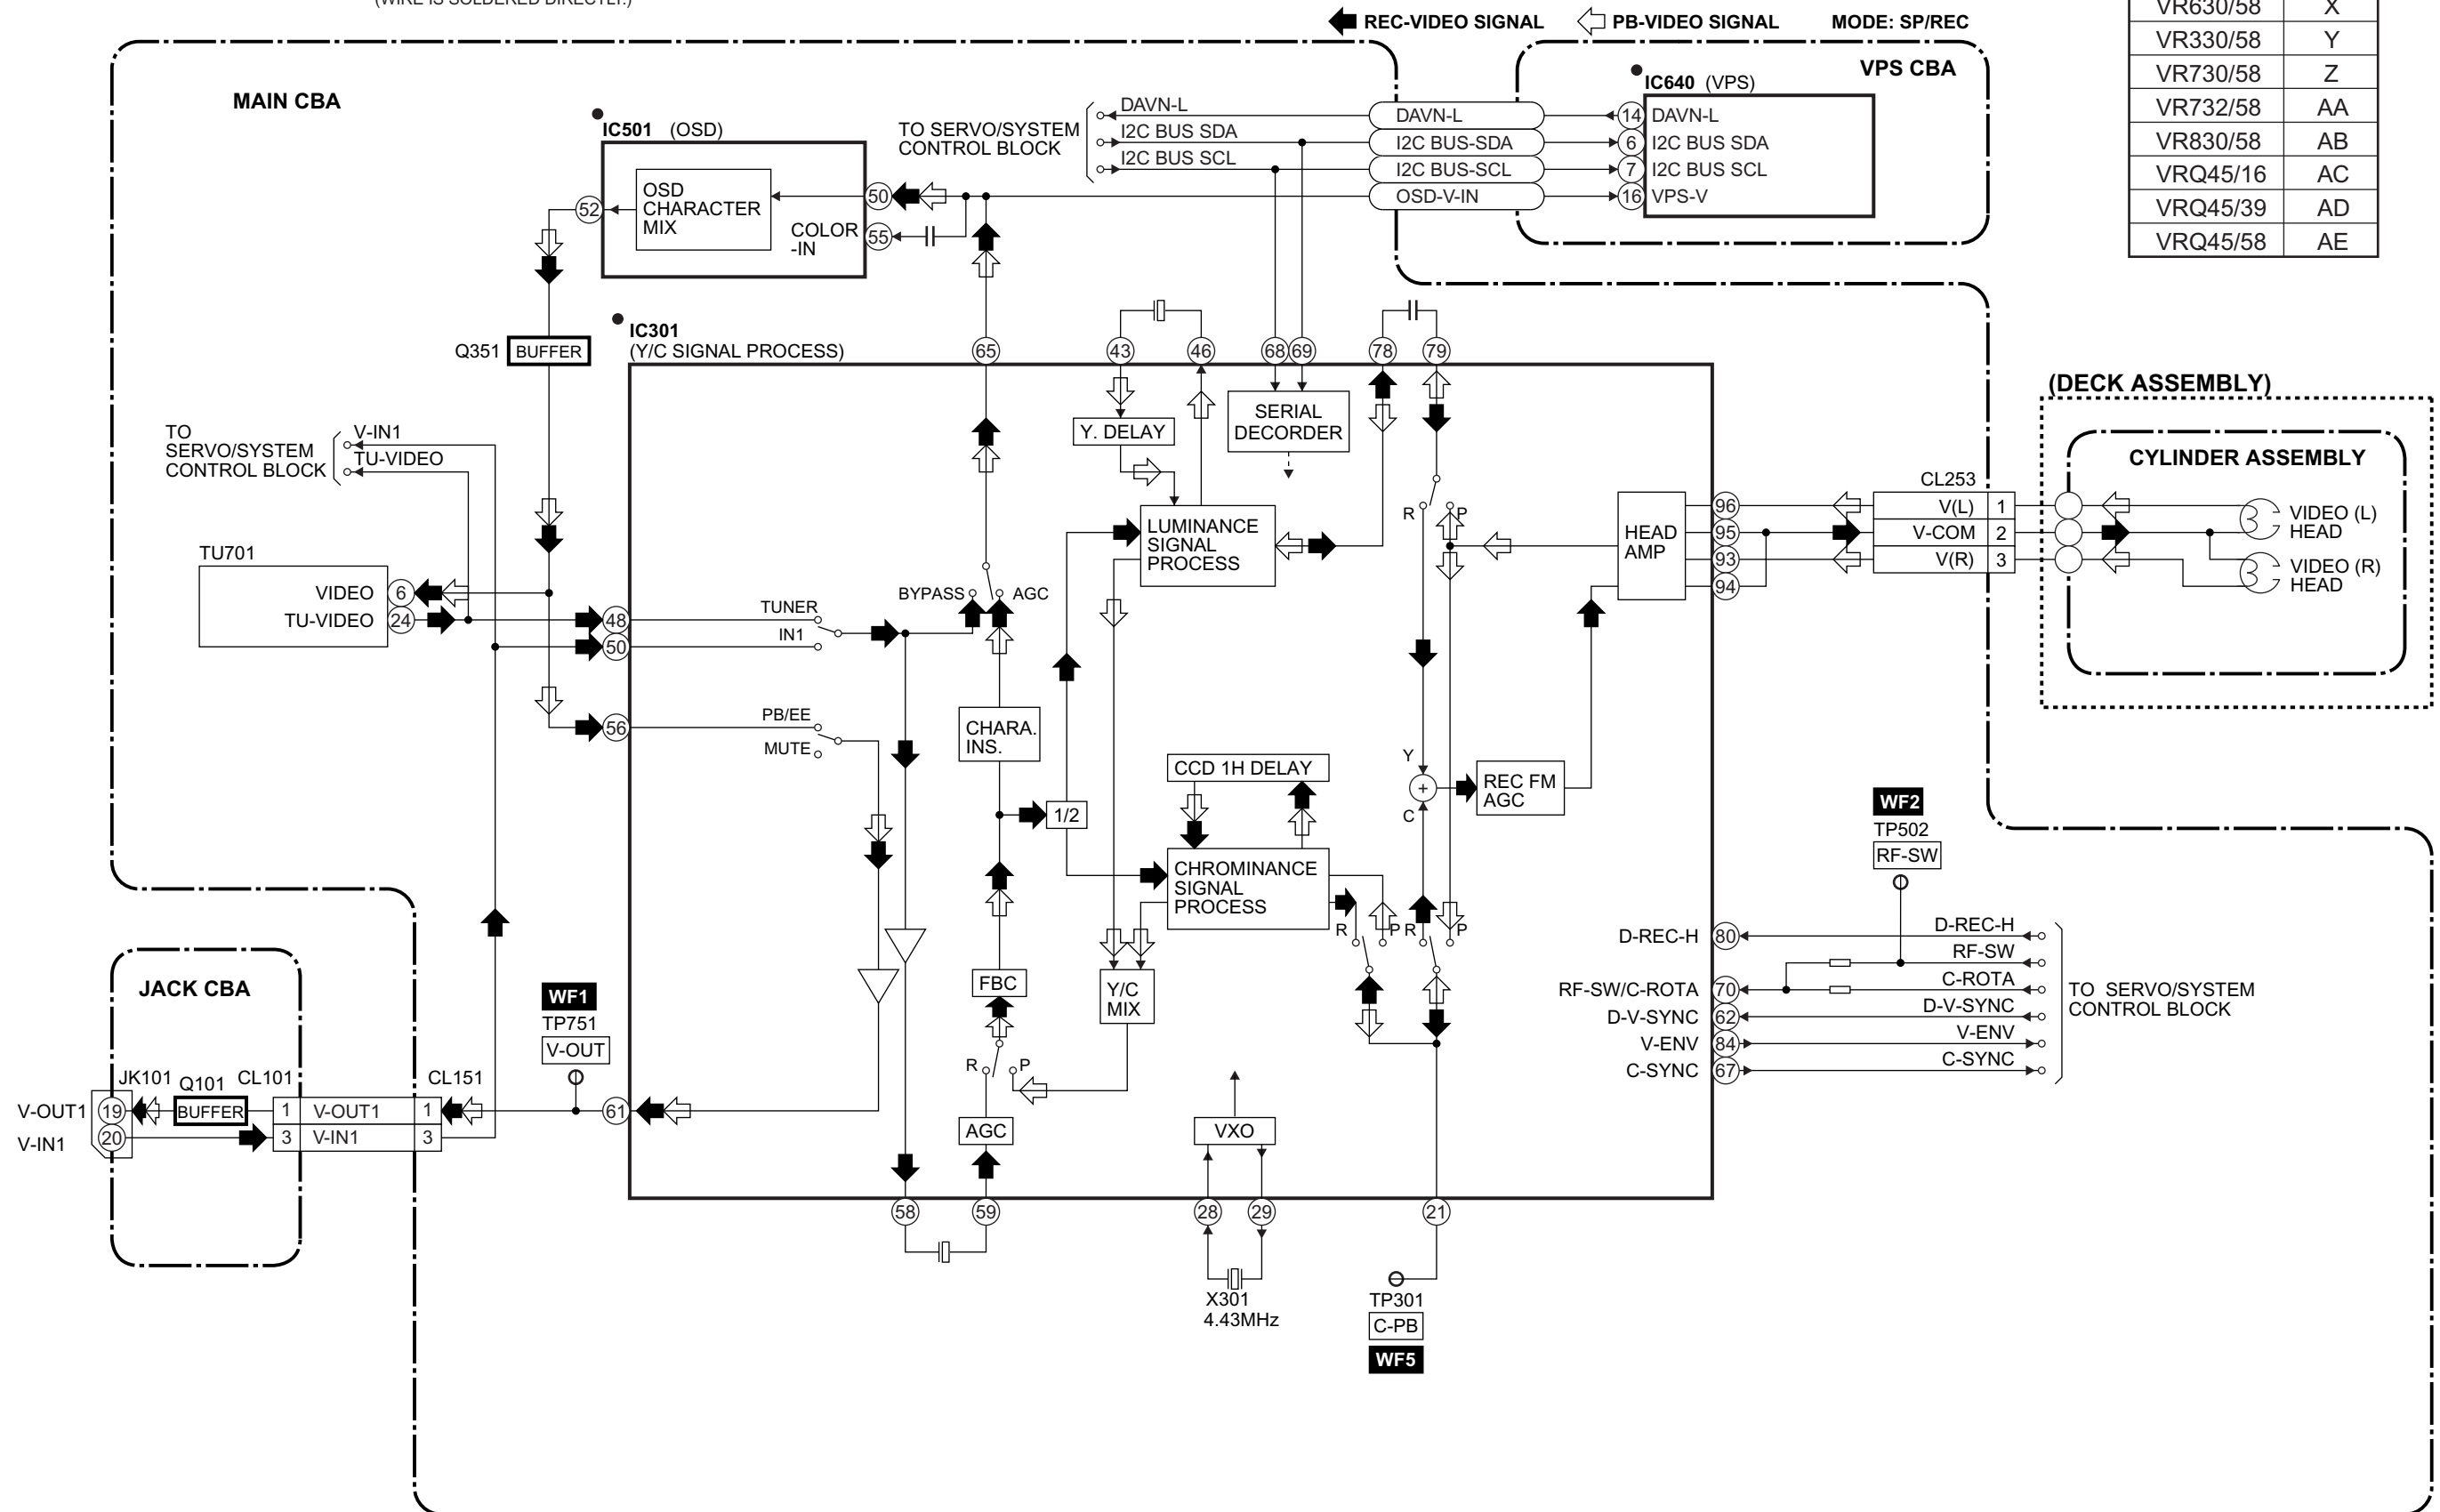 (WIRE IS SOLDERED DIRECTLY.)
REC-VIDEO SIGNAL PB-VIDEO SIGNAL MODE: SP/REC
VR630/58 X
VR330/58 Y
VR730/58 Z
VR732/58 AA
VR830/58 AB
VRQ45/16 AC
VRQ45/39 AD
VRQ45/58 AE
MAIN CBA
VPS CBA
IC640 (VPS)
14 DAVN-L
6 I2C BUS SDA
7 I2C BUS SCL
16 VPS-V
DAVN-L
I2C BUS-SDA
I2C BUS-SCL
OSD-V-IN
TO SERVO/SYSTEM
CONTROL BLOCK
DAVN-L
I2C BUS SDA
I2C BUS SCL
IC501 (OSD)
OSD
CHARACTER
MIX
52
50
COLOR
-IN
55
Q351 BUFFER
IC301
(Y/C SIGNAL PROCESS)
65
43
46
68
69
78
79
Y. DELAY
SERIAL
DECORDER
LUMINANCE
SIGNAL
PROCESS
R P
HEAD
AMP
96
95
93
94
CL253
V(L) 1
V-COM 2
V(R) 3
(DECK ASSEMBLY)
CYLINDER ASSEMBLY
VIDEO (L)
HEAD
VIDEO (R)
HEAD
TO
SERVO/SYSTEM
CONTROL BLOCK
V-IN1
TU-VIDEO
TU701
VIDEO 6
TU-VIDEO 24
48
50
56
TUNER
IN1
PB/EE
MUTE
BYPASS AGC
CHARA.
INS.
1/2
CCD 1H DELAY
CHROMINANCE
SIGNAL
PROCESS
Y
+
C
REC FM
AGC
R P R P
FBC
Y/C
MIX
R P
AGC
VXO
WF2
TP502
RF-SW
D-REC-H 80 D-REC-H
RF-SW
RF-SW/C-ROTA 70 C-ROTA
D-V-SYNC 62 D-V-SYNC
V-ENV 84 V-ENV
C-SYNC 67 C-SYNC
TO SERVO/SYSTEM
CONTROL BLOCK
JACK CBA
WF1
TP751
V-OUT
61
JK101 Q101 CL101 CL151
V-OUT1 19 BUFFER 1 V-OUT1 1
V-IN1 20 3 V-IN1 3
58
59
28
29
21
X301
4.43MHz
TP301
C-PB
WF5